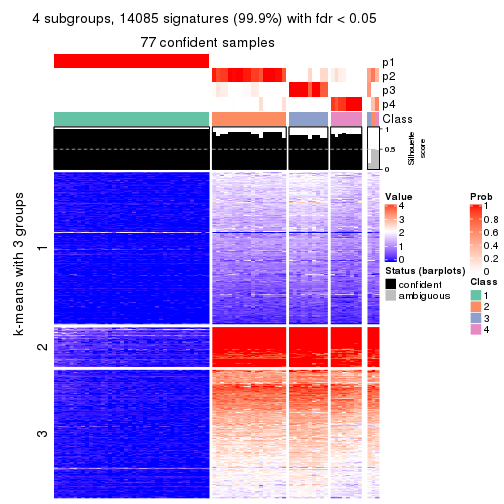 4 subgroups, 14085 signatures (99.9%) with fdr < 0.05
77 confident samples
p1
p2
p3
p4
Class
1
0.5
0
Silhouette
score
k-means with 3 groups
1
2
3
Value
4
3
2
1
0
Status (barplots)
confident
ambiguous
Prob
1
0.8
0.6
0.4
0.2
0
Class
1
2
3
4